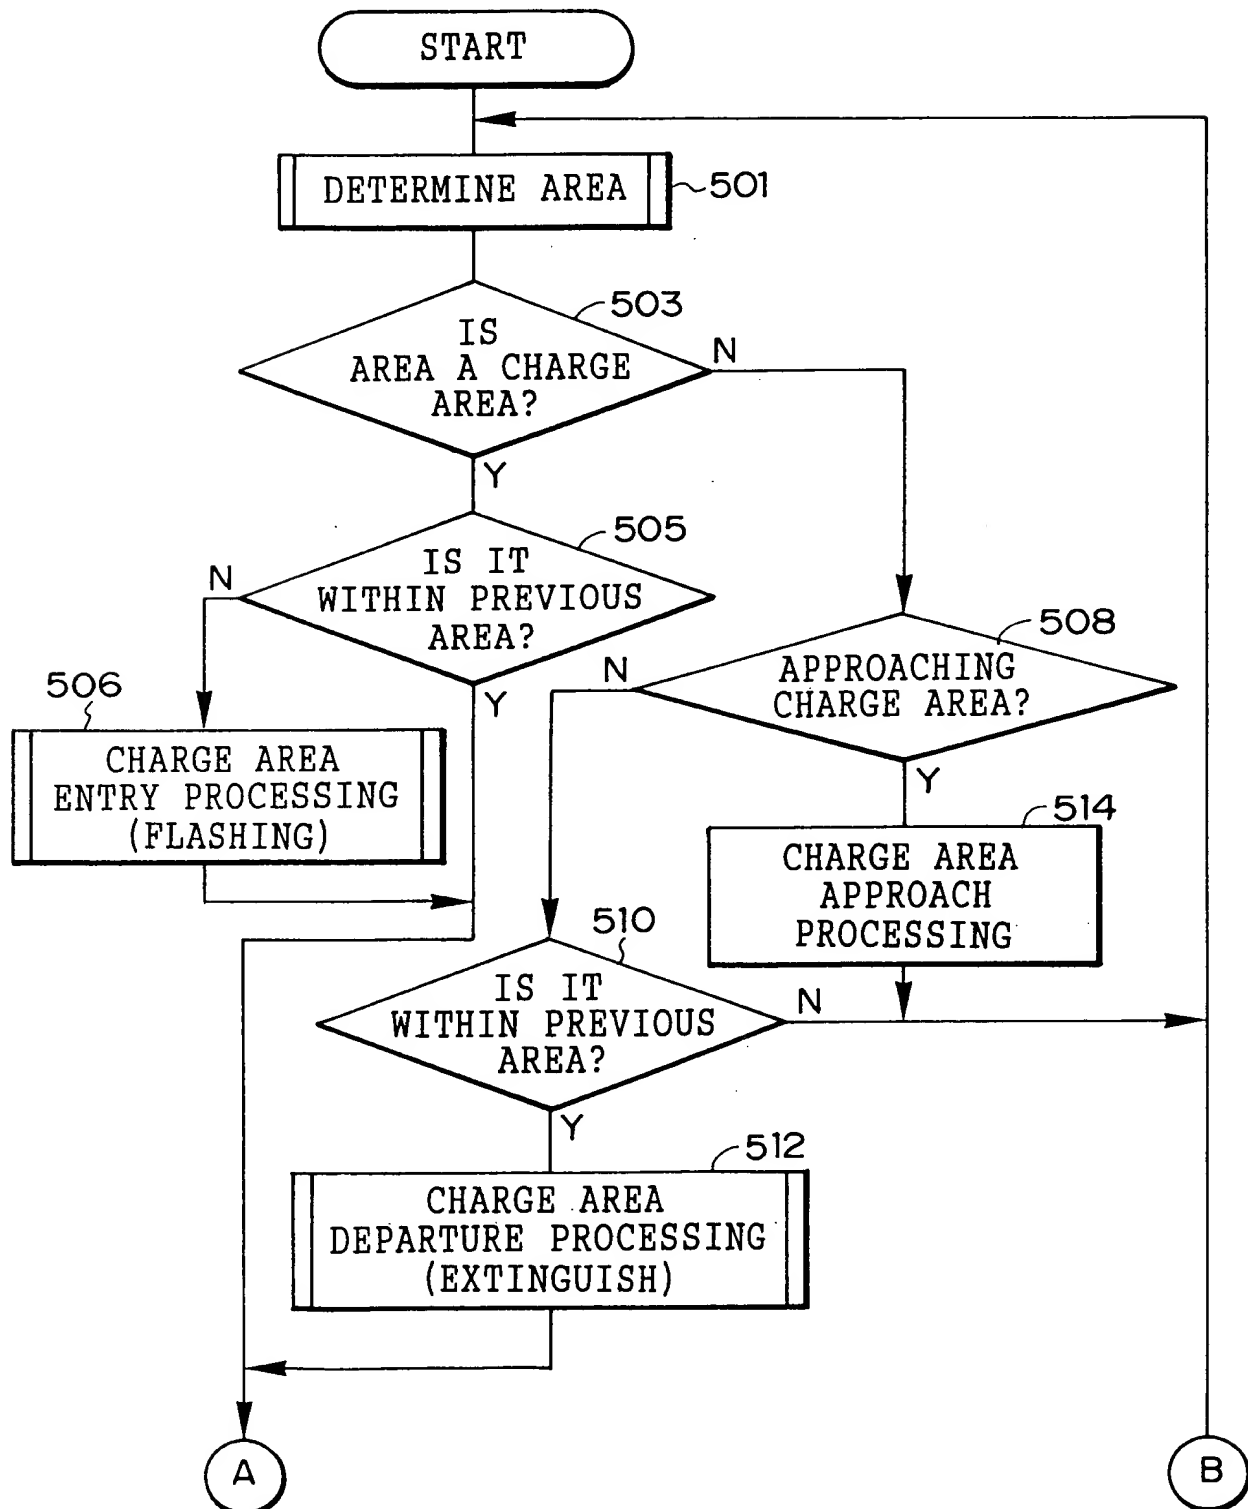 START
DETERMINE AREA
501
503
IS
AREA A CHARGE
AREA?
N
Y
505
IS IT
WITHIN PREVIOUS
AREA?
N
Y
506
CHARGE AREA
ENTRY PROCESSING
(FLASHING)
508
APPROACHING
CHARGE AREA?
N
Y
514
CHARGE AREA
APPROACH
PROCESSING
510
IS IT
WITHIN PREVIOUS
AREA?
N
Y
512
CHARGE AREA
DEPARTURE PROCESSING
(EXTINGUISH)
A
B